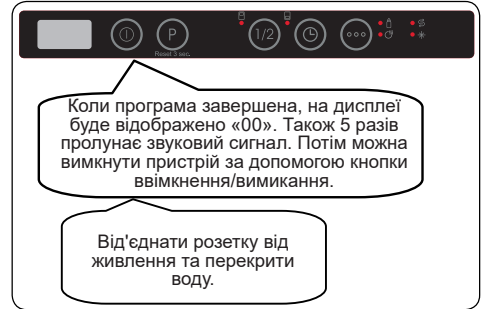 P
Reset 3 sec.
1/2
Коли програма завершена, на дисплеї
буде відображено «00». Також 5 разів
пролунає звуковий сигнал. Потім можна
вимкнути пристрій за допомогою кнопки
ввімкнення/вимикання.
Від'єднати розетку від
живлення та перекрити
воду.